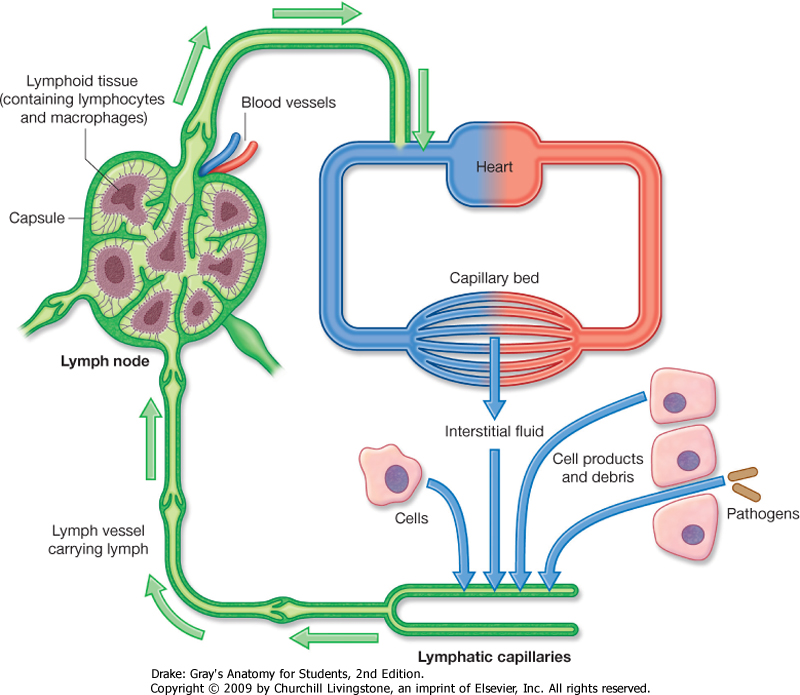 Lymphoid tissue
(containing lymphocytes
and macrophages)
Blood vessels
Heart
Capsule
Capillary bed
Lymph node
Interstitial fluid
Cell products
and debris
Cells
Pathogens
Lymph vessel
carrying lymph
Lymphatic capillaries
Drake: Gray's Anatomy for Students, 2nd Edition.
Copyright © 2009 by Churchill Livingstone, an imprint of Elsevier, Inc. All rights reserved.